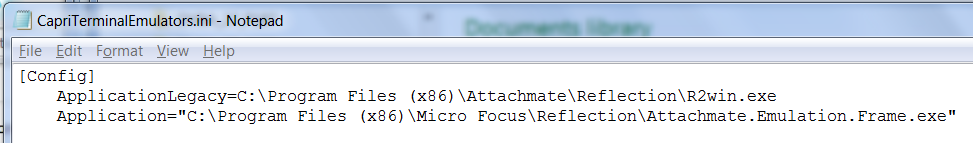 CapriTerminalEmulators.ini - Notepad
Documents library
File Edit Format View Help
[Config]
ApplicationLegacy=C:\Program Files (x86)\Attachmate\Reflection\R2win.exe
Application="C:\Program Files (x86)\Micro Focus\Reflection\Attachmate.Emulation.Frame.exe"